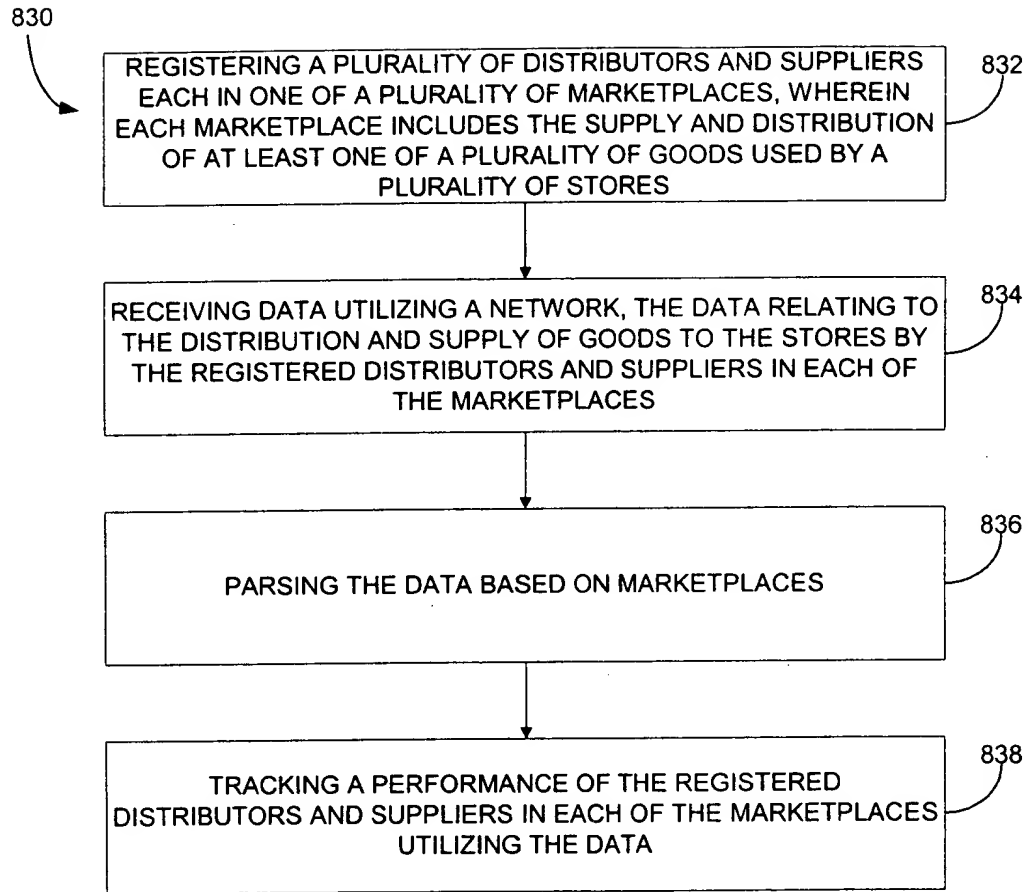 830
REGISTERING A PLURALITY OF DISTRIBUTORS AND SUPPLIERS
EACH IN ONE OF A PLURALITY OF MARKETPLACES, WHEREIN
EACH MARKETPLACE INCLUDES THE SUPPLY AND DISTRIBUTION
OF AT LEAST ONE OF A PLURALITY OF GOODS USED BY A
PLURALITY OF STORES
832
RECEIVING DATA UTILIZING A NETWORK, THE DATA RELATING TO
THE DISTRIBUTION AND SUPPLY OF GOODS TO THE STORES BY
THE REGISTERED DISTRIBUTORS AND SUPPLIERS IN EACH OF
THE MARKETPLACES
834
PARSING THE DATA BASED ON MARKETPLACES
836
TRACKING A PERFORMANCE OF THE REGISTERED
DISTRIBUTORS AND SUPPLIERS IN EACH OF THE MARKETPLACES
UTILIZING THE DATA
838